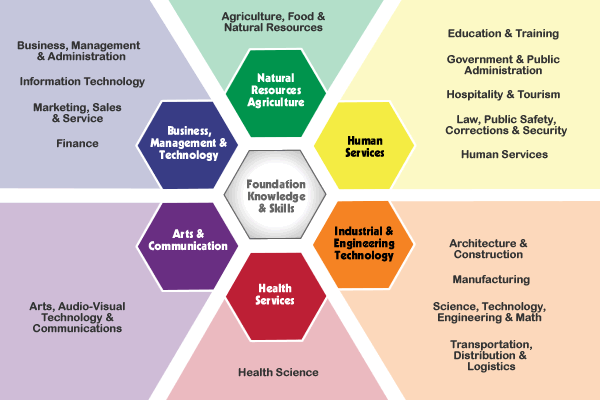 Agriculture, Food &
Natural Resources
Business, Management
& Administration
Information Technology
Marketing, Sales
& Service
Finance
Education & Training
Government & Public
Administration
Hospitality & Tourism
Law, Public Safety,
Corrections & Security
Human Services
Natural
Resources
Agriculture
Business,
Management &
Technology
Human
Services
Foundation
Knowledge
& Skills
Arts &
Communication
Industrial &
Engineering
Technology
Health
Services
Arts, Audio-Visual
Technology &
Communications
Architecture &
Construction
Manufacturing
Science, Technology,
Engineering & Math
Transportation,
Distribution &
Logistics
Health Science